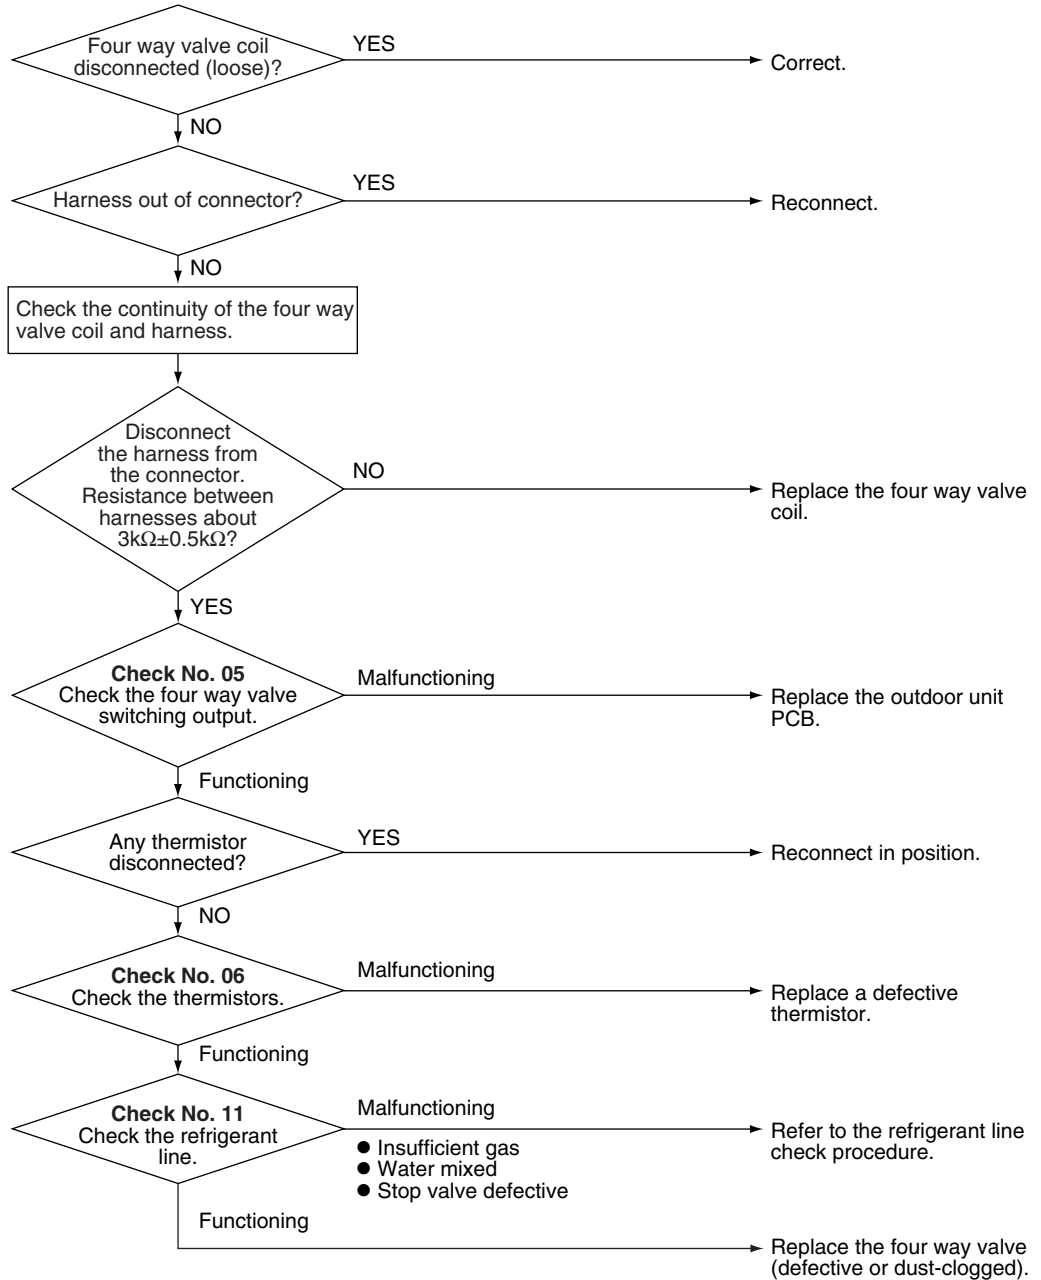 Four way valve coil
disconnected (loose)?
YES
Correct.
NO
Harness out of connector?
YES
Reconnect.
NO
Check the continuity of the four way
valve coil and harness.
Disconnect
the harness from
the connector.
Resistance between
harnesses about
3kΩ±0.5kΩ?
NO
Replace the four way valve
coil.
YES
Check No. 05
Check the four way valve
switching output.
Malfunctioning
Replace the outdoor unit
PCB.
Functioning
Any thermistor
disconnected?
YES
Reconnect in position.
NO
Check No. 06
Check the thermistors.
Malfunctioning
Replace a defective
thermistor.
Functioning
Check No. 11
Check the refrigerant
line.
Malfunctioning
● Insufficient gas
● Water mixed
● Stop valve defective
Refer to the refrigerant line
check procedure.
Functioning
Replace the four way valve
(defective or dust-clogged).